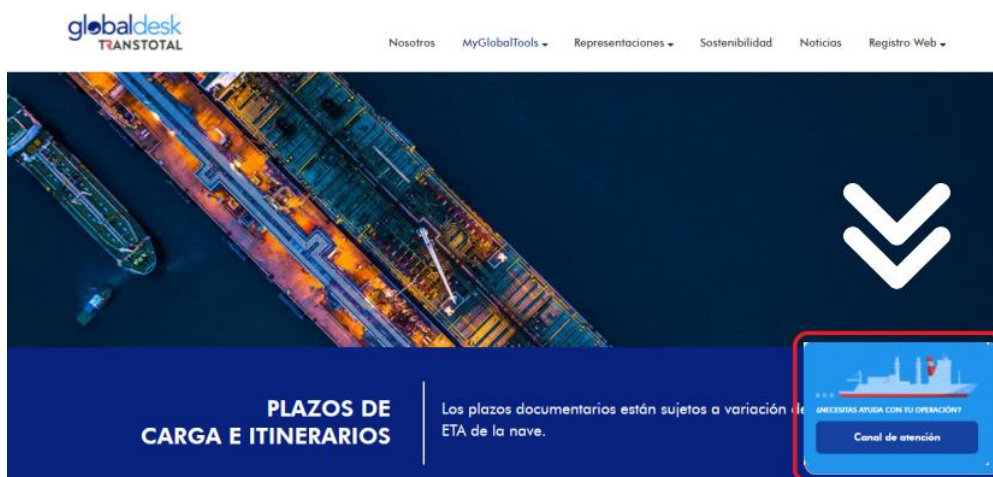 globaldesk
TRANSTOTAL
Nosotros MyGlobalTools Representaciones Sostenibilidad Noticias Registro Web
PLAZOS DE
CARGA E ITINERARIOS
Los plazos documentarios están sujetos a variación de
ETA de la nave.
¿NECESITAS AYUDA CON TU OPERACIÓN?
Canal de atención